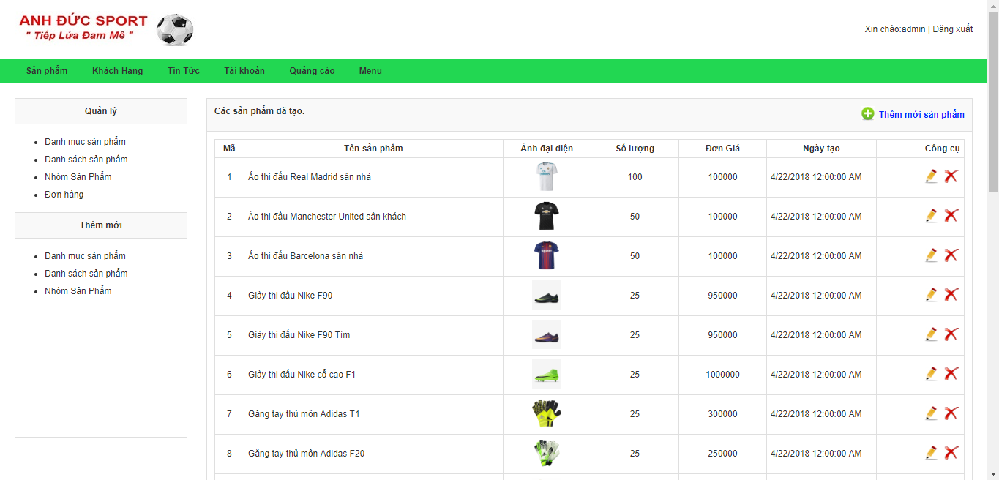 ANH ĐỨC SPORT
" Tiếp Lửa Đam Mê "
Xin chào:admin | Đăng xuất
Sản phẩm Khách Hàng Tin Tức Tài khoản Quảng cáo Menu
Quản lý
Danh mục sản phẩm
Danh sách sản phẩm
Nhóm Sản Phẩm
Đơn hàng
Thêm mới
Danh mục sản phẩm
Danh sách sản phẩm
Nhóm Sản Phẩm
Các sản phẩm đã tạo.
Thêm mới sản phẩm
Mã Tên sản phẩm Ảnh đại diện Số lượng Đơn Giá Ngày tạo Công cụ
1 Áo thi đấu Real Madrid sân nhà 100 100000 4/22/2018 12:00:00 AM
2 Áo thi đấu Manchester United sân khách 50 100000 4/22/2018 12:00:00 AM
3 Áo thi đấu Barcelona sân nhà 50 100000 4/22/2018 12:00:00 AM
4 Giày thi đấu Nike F90 25 950000 4/22/2018 12:00:00 AM
5 Giày thi đấu Nike F90 Tím 25 950000 4/22/2018 12:00:00 AM
6 Giày thi đấu Nike cổ cao F1 25 1000000 4/22/2018 12:00:00 AM
7 Găng tay thủ môn Adidas T1 25 300000 4/22/2018 12:00:00 AM
8 Găng tay thủ môn Adidas F20 25 250000 4/22/2018 12:00:00 AM